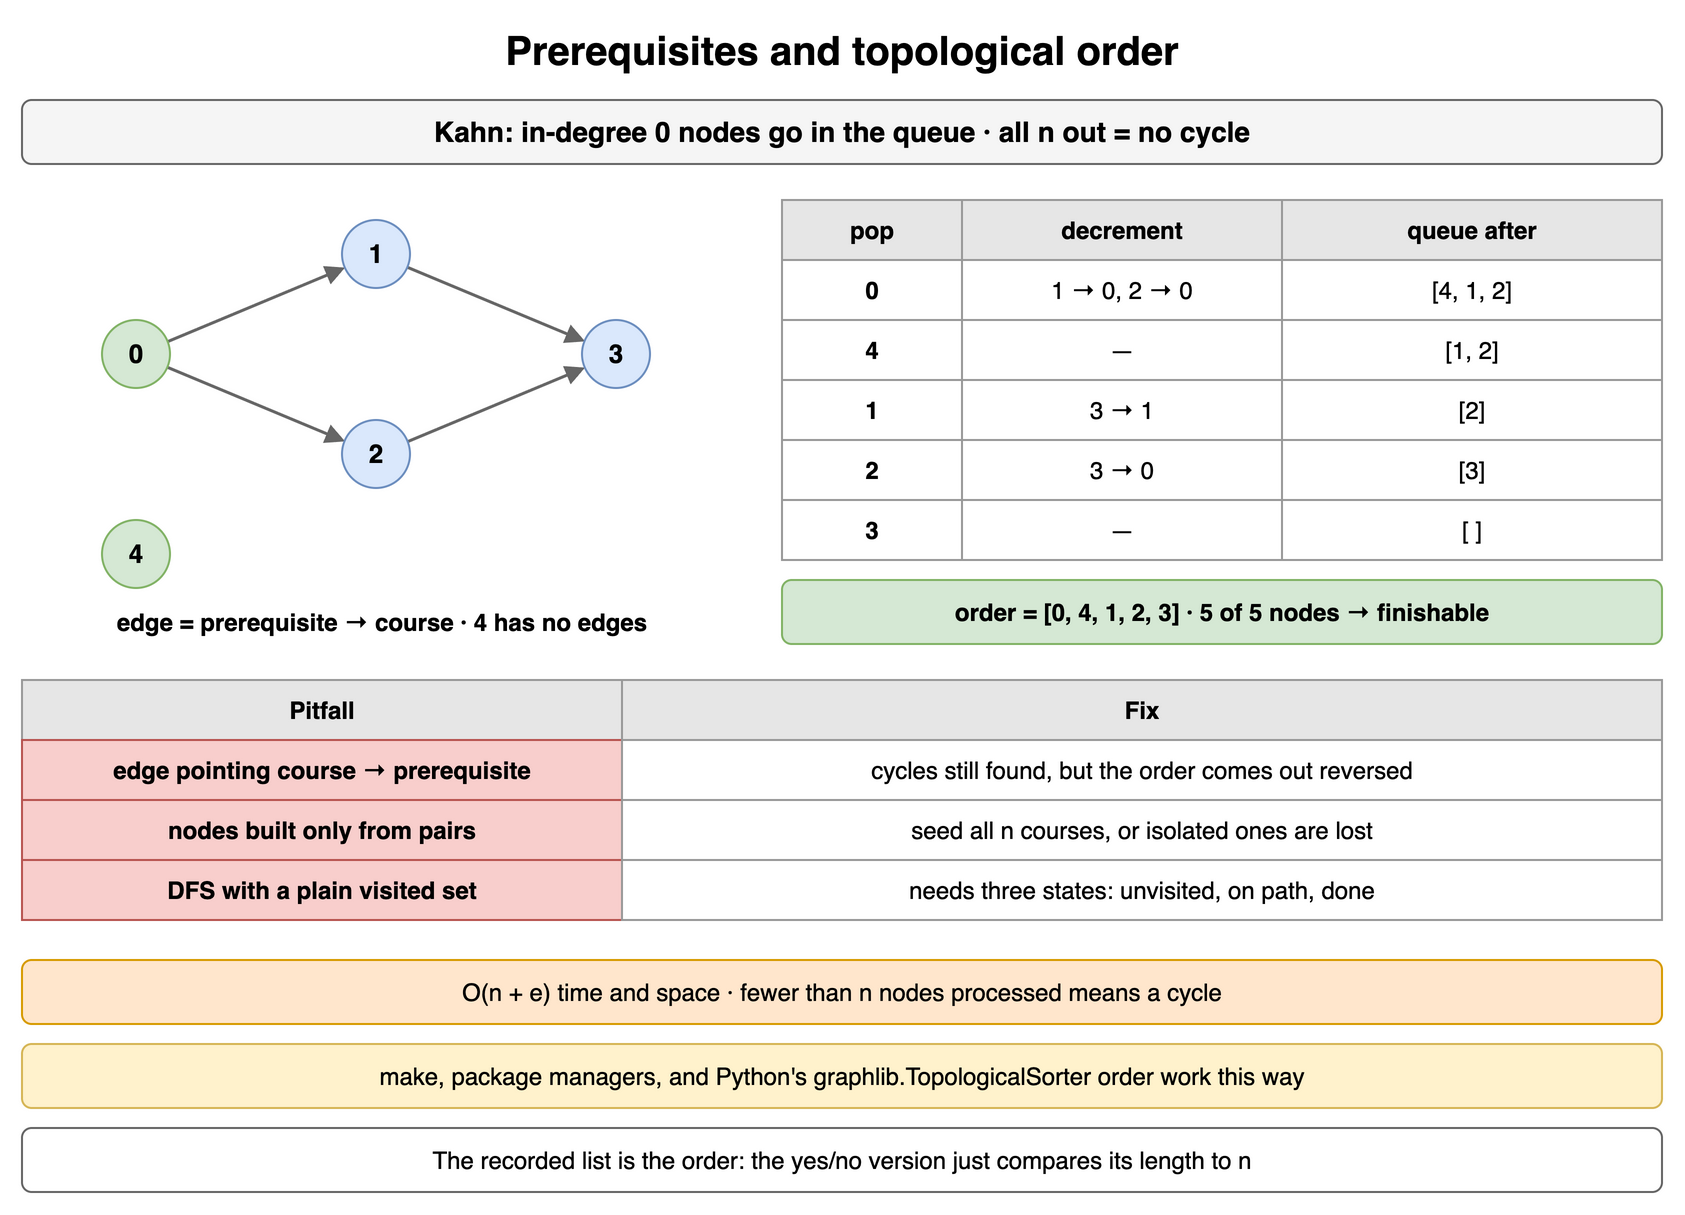 Prerequisites and topological order
Kahn: in-degree 0 nodes go in the queue · all n out = no cycle
1
0
3
2
4
edge = prerequisite → course · 4 has no edges
pop decrement queue after
0 1 → 0, 2 → 0 [4, 1, 2]
4 — [1, 2]
1 3 → 1 [2]
2 3 → 0 [3]
3 — [ ]
order = [0, 4, 1, 2, 3] · 5 of 5 nodes → finishable
Pitfall Fix
edge pointing course → prerequisite cycles still found, but the order comes out reversed
nodes built only from pairs seed all n courses, or isolated ones are lost
DFS with a plain visited set needs three states: unvisited, on path, done
O(n + e) time and space · fewer than n nodes processed means a cycle
make, package managers, and Python's graphlib.TopologicalSorter order work this way
The recorded list is the order: the yes/no version just compares its length to n